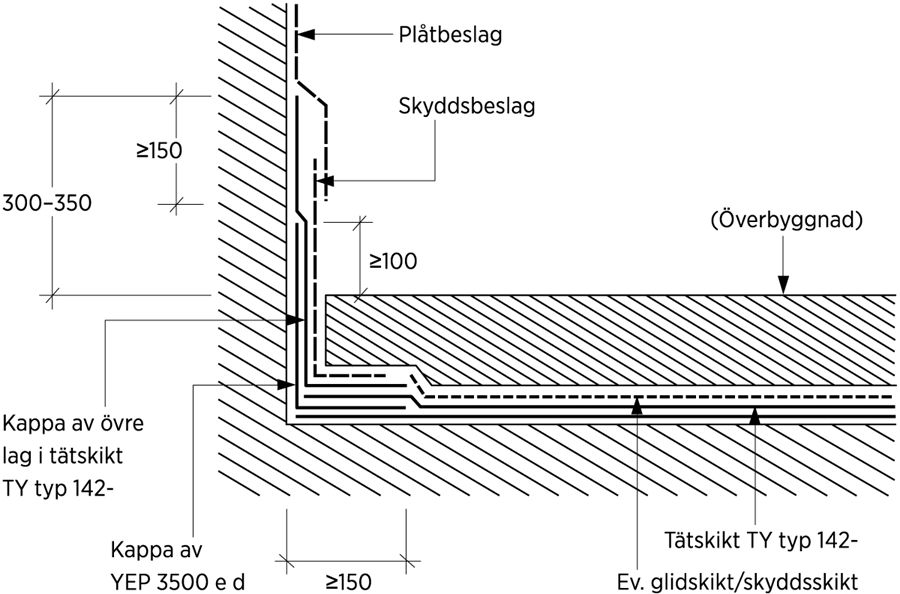 Plåtbeslag
Skyddsbeslag
≥150
300–350
(Överbyggnad)
≥100
Kappa av övre
lag i tätskikt
TY typ 142-
Kappa av
YEP 3500 e d
≥150
Tätskikt TY typ 142-
Ev. glidskikt/skyddsskikt